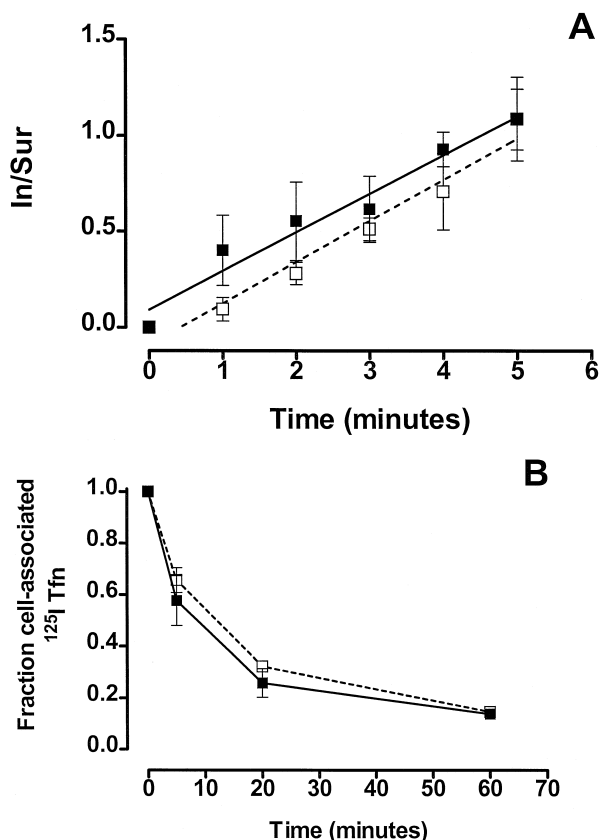 A
1.5
1.0
0.5
0.0
In/Sur
0 1 2 3 4 5 6
Time (minutes)
B
1.0
0.8
0.6
0.4
0.2
0.0
Fraction cell-associated
¹²⁵I Tfn
0 10 20 30 40 50 60 70
Time (minutes)